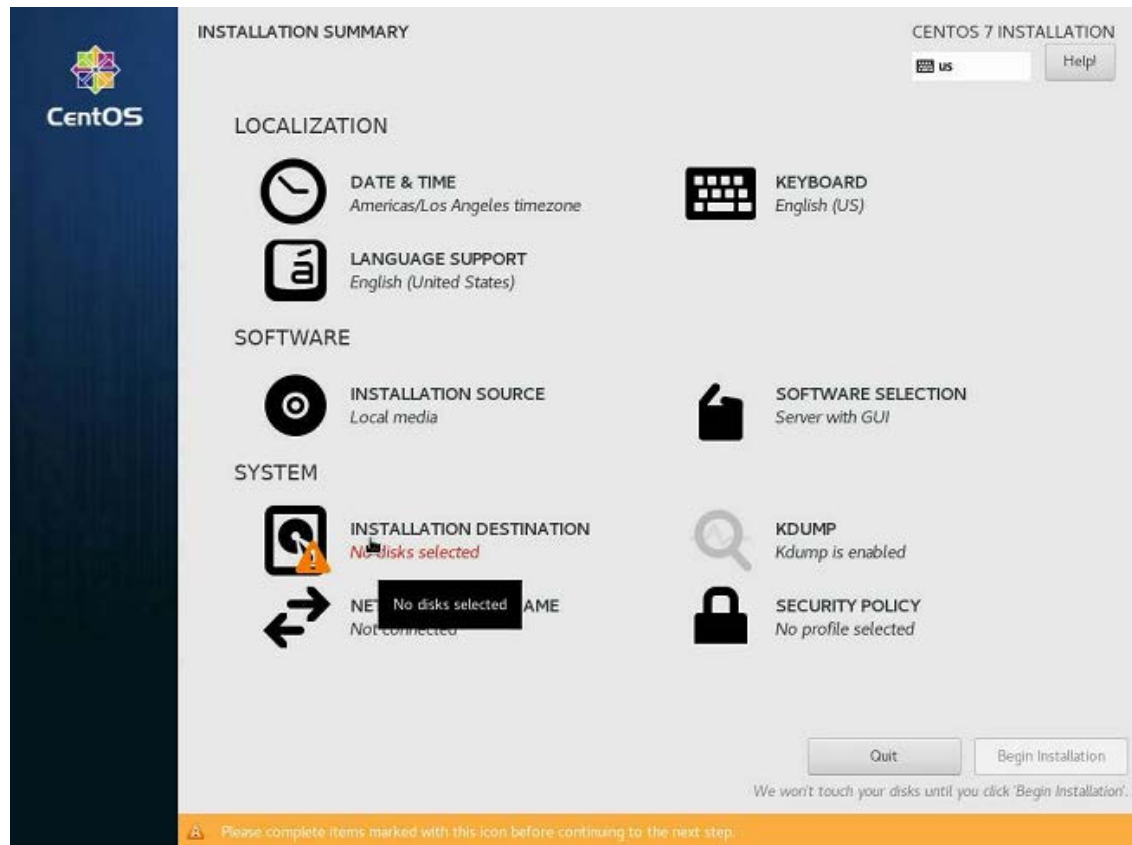 INSTALLATION SUMMARY
CENTOS 7 INSTALLATION
us
Help!
CentOS
LOCALIZATION
DATE & TIME
Americas/Los Angeles timezone
KEYBOARD
English (US)
á
LANGUAGE SUPPORT
English (United States)
SOFTWARE
INSTALLATION SOURCE
Local media
SOFTWARE SELECTION
Server with GUI
SYSTEM
INSTALLATION DESTINATION
No disks selected
KDUMP
Kdump is enabled
NET
No disks selected
AME
Not connected
SECURITY POLICY
No profile selected
Quit
Begin Installation
We won't touch your disks until you click 'Begin Installation'.
Please complete items marked with this icon before continuing to the next step.